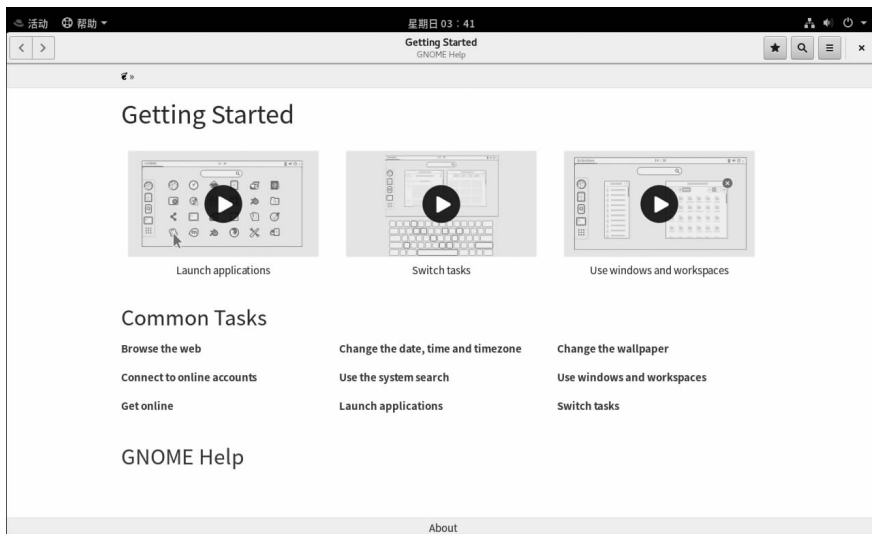 活动 帮助 星期日 03：41
Getting Started
GNOME Help
»
Getting Started
Launch applications Switch tasks Use windows and workspaces
Common Tasks
Browse the web Change the date, time and timezone Change the wallpaper
Connect to online accounts Use the system search Use windows and workspaces
Get online Launch applications Switch tasks
GNOME Help
About